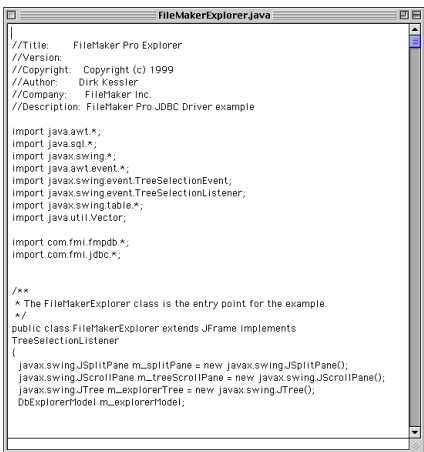 FileMakerExplorer.java
//Title: FileMaker Pro Explorer
//Version:
//Copyright: Copyright (c) 1999
//Author: Dirk Kessler
//Company: FileMaker Inc.
//Description: FileMaker Pro JDBC Driver example
import java.awt.*;
import java.sql.*;
import javax.swing.*;
import java.awt.event.*;
import javax.swing.event.TreeSelectionEvent;
import javax.swing.event.TreeSelectionListener;
import javax.swing.table.*;
import java.util.Vector;
import com.fmi.fmpdb.*;
import com.fmi.jdbc.*;
/**
* The FileMakerExplorer class is the entry point for the example.
*/
public class FileMakerExplorer extends JFrame implements
TreeSelectionListener
{
javax.swing.JSplitPane m_splitPane = new javax.swing.JSplitPane();
javax.swing.JScrollPane m_treeScrollPane = new javax.swing.JScrollPane();
javax.swing.JTree m_explorerTree = new javax.swing.JTree();
DbExplorerModel m_explorerModel;